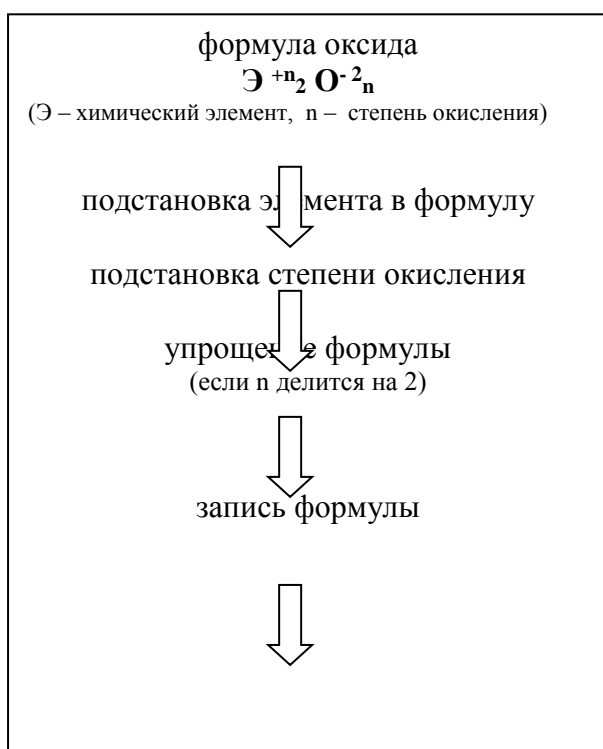 формула оксида
Э ⁺ⁿ₂ О⁻ ²ₙ
(Э – химический элемент, n – степень окисления)
подстановка элемента в формулу
подстановка степени окисления
упрощение формулы
(если n делится на 2)
запись формулы